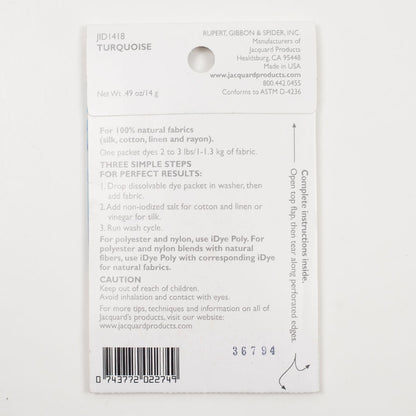 JID1418
TURQUOISE
Net Wt .49 oz/14 g
RUPERT, GIBBON & SPIDER, INC.
Manufacturers of
Jacquard Products
Healdsburg, CA 95448
Made in USA
www.jacquardproducts.com
800 442 0455
Conforms to ASTM D-4236
For 100% natural fabrics
(silk, cotton, linen and rayon).
One packet dyes 2 to 3 lbs/1-1.3 kg of fabric.
THREE SIMPLE STEPS
FOR PERFECT RESULTS:
1. Drop dissolvable dye packet in washer, then
add fabric.
2. Add non-iodized salt for cotton and linen or
vinegar for silk.
3. Run wash cycle.
For polyester and nylon, use iDye Poly. For
polyester and nylon blends with natural
fibers, use iDye Poly with corresponding iDye
for natural fabrics.
CAUTION
Keep out of reach of children.
Avoid inhalation and contact with eyes.
For more tips, techniques and information on all of
Jacquard's products, visit our website:
www.jacquardproducts.com
Complete instructions inside.
Open top flap, then tear along perforated edges.
36794
0 743772 022749